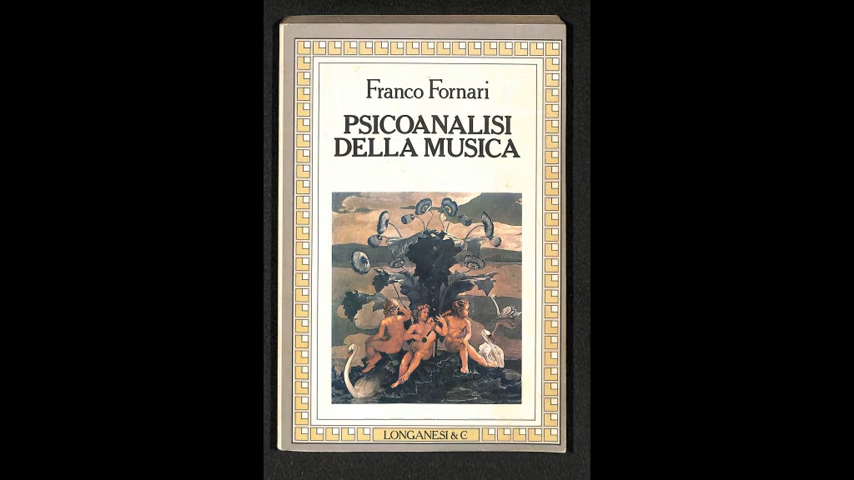 Franco Fornari
PSICOANALISI
DELLA MUSICA
LONGANESI & C